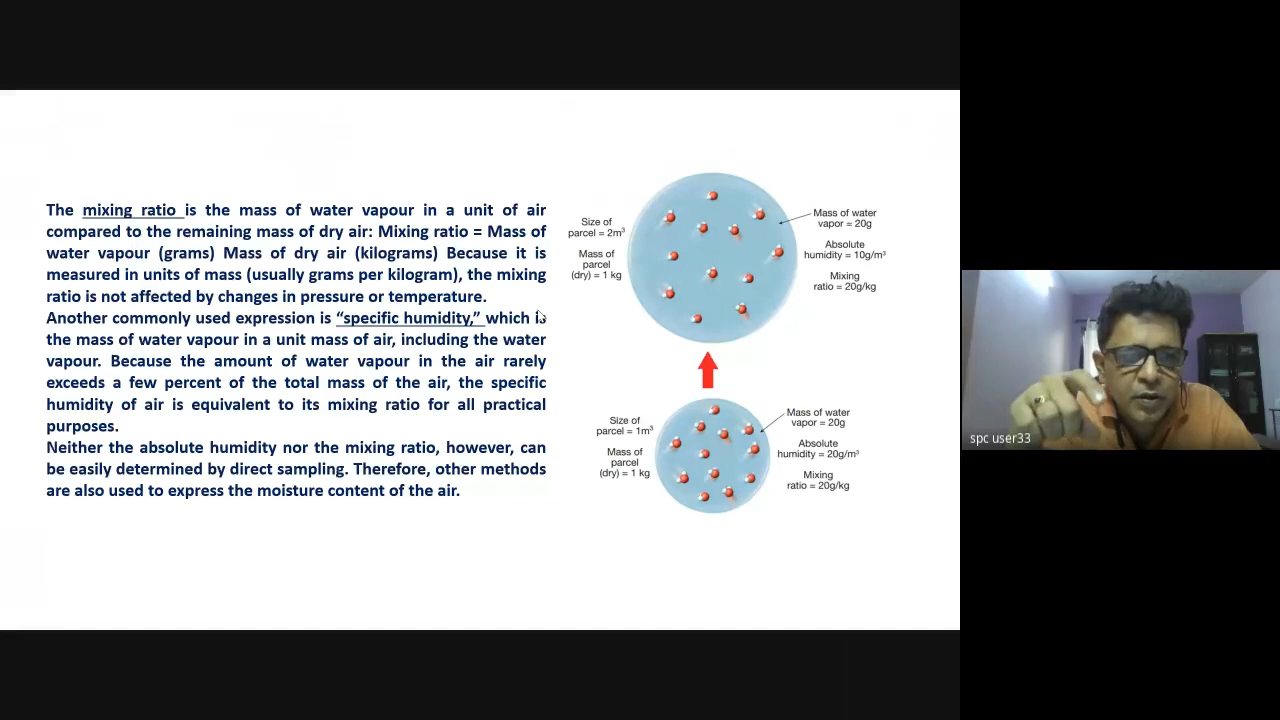 The mixing ratio is the mass of water vapour in a unit of air
compared to the remaining mass of dry air: Mixing ratio = Mass of
water vapour (grams) Mass of dry air (kilograms) Because it is
measured in units of mass (usually grams per kilogram), the mixing
ratio is not affected by changes in pressure or temperature.
Another commonly used expression is “specific humidity,” which is
the mass of water vapour in a unit mass of air, including the water
vapour. Because the amount of water vapour in the air rarely
exceeds a few percent of the total mass of the air, the specific
humidity of air is equivalent to its mixing ratio for all practical
purposes.
Neither the absolute humidity nor the mixing ratio, however, can
be easily determined by direct sampling. Therefore, other methods
are also used to express the moisture content of the air.
Size of
parcel = 2m³
Mass of
parcel
(dry) = 1 kg
Mass of water
vapor = 20g
Absolute
humidity = 10g/m³
Mixing
ratio = 20g/kg
Size of
parcel = 1m³
Mass of
parcel
(dry) = 1 kg
Mass of water
vapor = 20g
Absolute
humidity = 20g/m³
Mixing
ratio = 20g/kg
spc user33